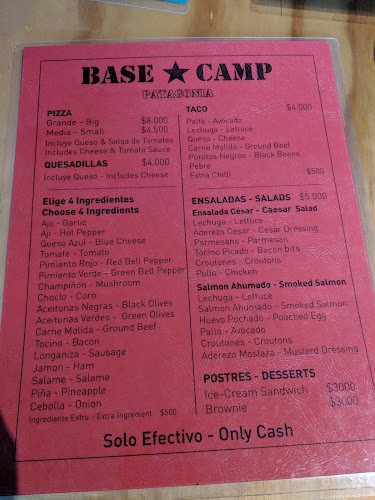 BASE ★ CAMP
PATAGONIA
PIZZA
Grande - Big $8.000
Media - Small $4.500
Incluye Queso & Salsa de Tomates
Includes Cheese & Tomato Sauce
QUESADILLAS $4.000
Incluye Queso - Includes Cheese
Elige 4 Ingredientes
Choose 4 Ingredients
Ajo - Garlic
Aji - Hot Pepper
Queso Azul - Blue Cheese
Tomate - Tomato
Pimiento Rojo - Red Bell Pepper
Pimiento Verde - Green Bell Pepper
Champiñon - Mushroom
Choclo - Corn
Aceitunas Negras - Black Olives
Aceitunas Verdes - Green Olives
Carne Molida - Ground Beef
Tocino - Bacon
Longaniza - Sausage
Jamon - Ham
Salame - Salame
Piña - Pineapple
Cebolla - Onion
Ingrediente Extra - Extra Ingredient $500
TACO $4.000
Palta - Avocado
Lechuga - Lettuce
Queso - Cheese
Carne Molida - Ground Beef
Porotos Negros - Black Beans
Pebre
Extra Chilli $500
ENSALADAS - SALADS $5.000
Ensalada César - Caesar Salad
Lechuga - Lettuce
Aderezo Cesar - Cesar Dressing
Parmesano - Parmesan
Tocino Picado - Bacon bits
Croutones - Croutons
Pollo - Chicken
Salmon Ahumado - Smoked Salmon
Lechuga - Lettuce
Salmon Ahumado - Smoked Salmon
Huevo Pochado - Poached Egg
Palta - Avocado
Croutones - Croutons
Aderezo Mostaza - Mustard Dressing
POSTRES - DESSERTS
Ice-Cream Sandwich $3000
Brownie $3000
Solo Efectivo - Only Cash